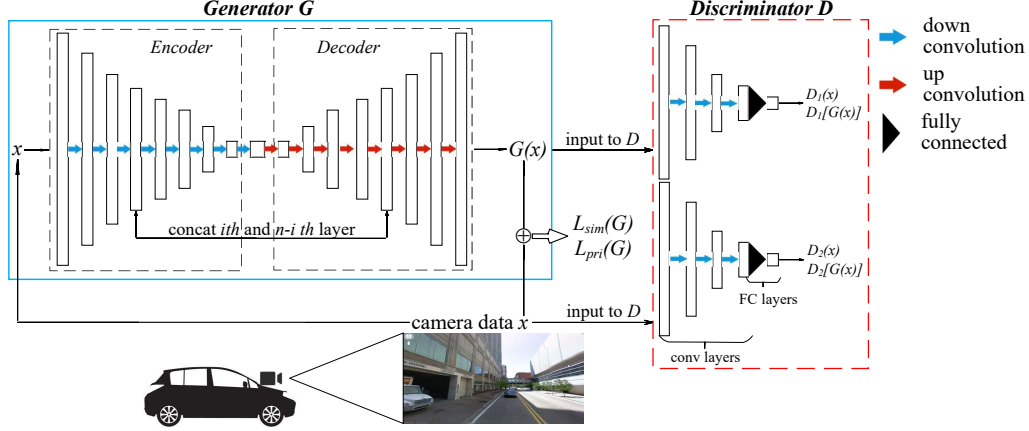 Generator G
Discriminator D
Encoder
Decoder
down
convolution
up
convolution
fully
connected
x
G(x)
input to D
D1(x)
D1[G(x)]
concat ith and n-i th layer
Lsim(G)
Lpri(G)
D2(x)
D2[G(x)]
FC layers
camera data x
input to D
conv layers